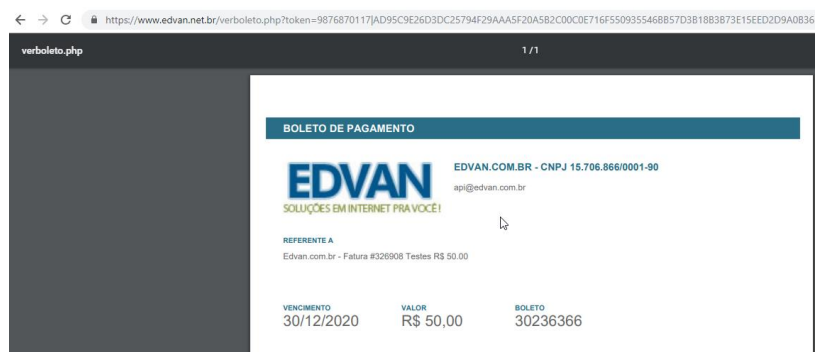 https://www.edvan.net.br/verboleto.php?token=9876870117|AD95C9E26D3DC25794F29AAA5F20A5B2C00C0E716F550935546BB57D3B18B3B73E15EED2D9A0B36
verboleto.php 1 / 1
BOLETO DE PAGAMENTO
EDVAN
SOLUÇÕES EM INTERNET PRA VOCÊ!
EDVAN.COM.BR - CNPJ 15.706.866/0001-90
api@edvan.com.br
REFERENTE A
Edvan.com.br - Fatura #326908 Testes R$ 50.00
VENCIMENTO VALOR BOLETO
30/12/2020 R$ 50,00 30236366